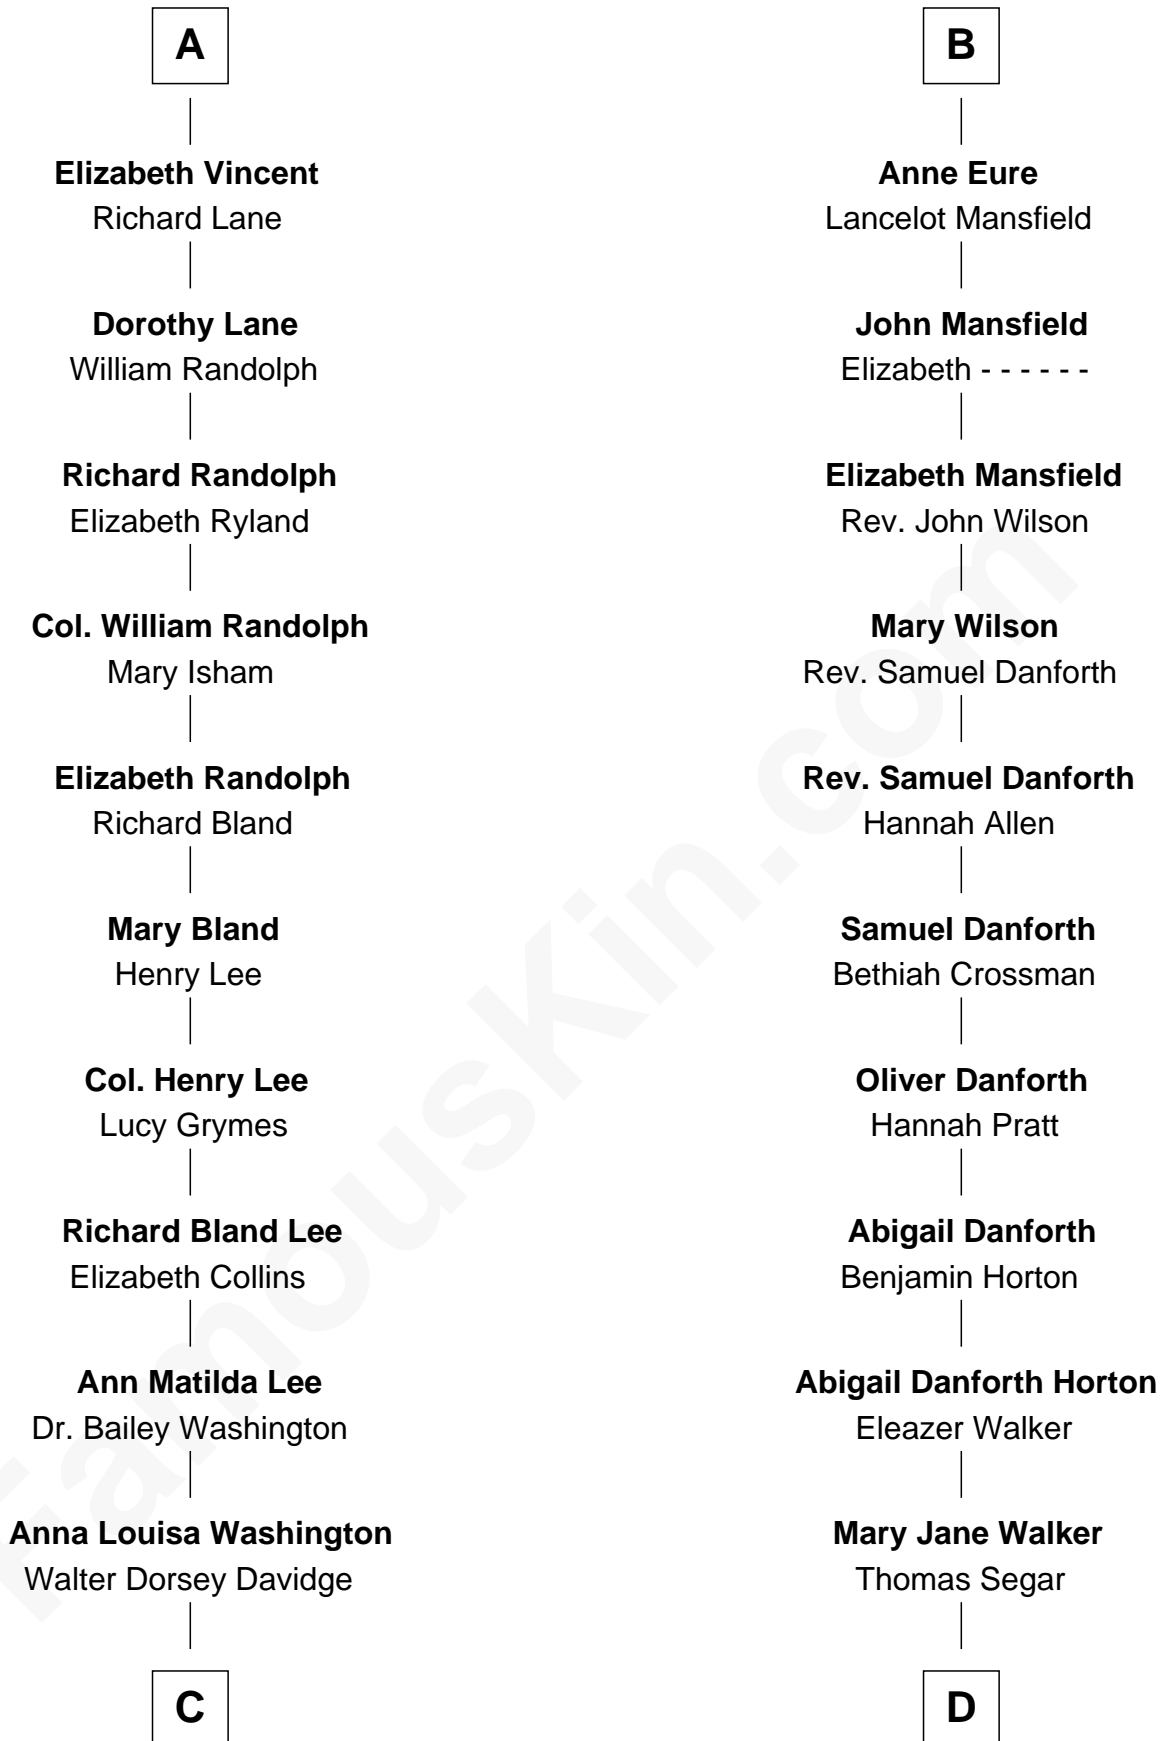 A
Elizabeth Vincent
Richard Lane
Dorothy Lane
William Randolph
Richard Randolph
Elizabeth Ryland
Col. William Randolph
Mary Isham
Elizabeth Randolph
Richard Bland
Mary Bland
Henry Lee
Col. Henry Lee
Lucy Grymes
Richard Bland Lee
Elizabeth Collins
Ann Matilda Lee
Dr. Bailey Washington
Anna Louisa Washington
Walter Dorsey Davidge
C
B
Anne Eure
Lancelot Mansfield
John Mansfield
Elizabeth - - - - - -
Elizabeth Mansfield
Rev. John Wilson
Mary Wilson
Rev. Samuel Danforth
Rev. Samuel Danforth
Hannah Allen
Samuel Danforth
Bethiah Crossman
Oliver Danforth
Hannah Pratt
Abigail Danforth
Benjamin Horton
Abigail Danforth Horton
Eleazer Walker
Mary Jane Walker
Thomas Segar
D
FamousKin.com